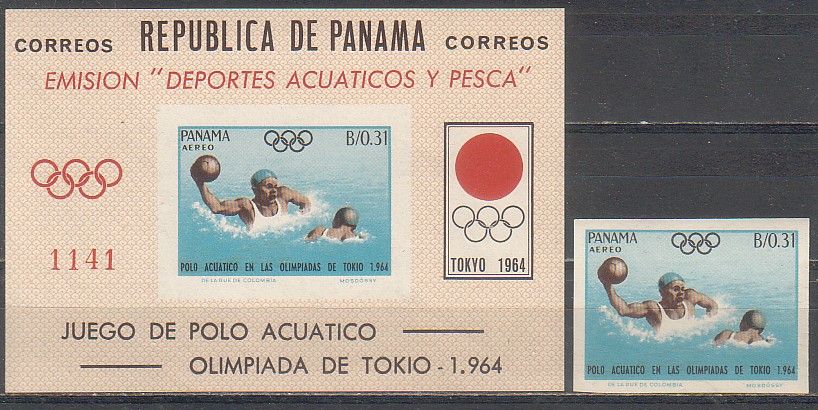 CORREOS REPUBLICA DE PANAMA CORREOS
EMISION "DEPORTES ACUATICOS Y PESCA"
PANAMA B/0.31
AEREO
POLO ACUATICO EN LAS OLIMPIADAS DE TOKIO 1.964
DE LA RUE DE COLOMBIA MOSDOSSY
1141
TOKYO 1964
JUEGO DE POLO ACUATICO
OLIMPIADA DE TOKIO - 1.964
PANAMA B/0.31
AEREO
POLO ACUATICO EN LAS OLIMPIADAS DE TOKIO 1.964
DE LA RUE DE COLOMBIA MOSDOSSY